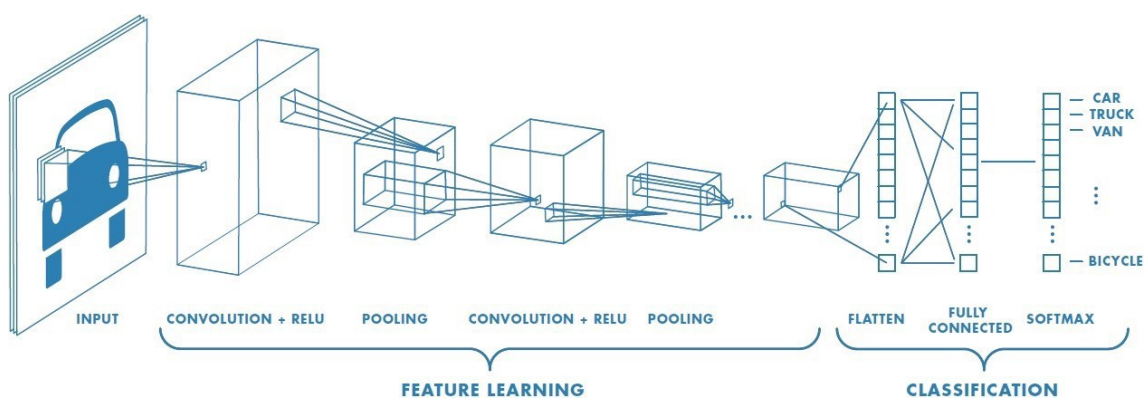 CAR
TRUCK
VAN
BICYCLE
INPUT
CONVOLUTION + RELU
POOLING
CONVOLUTION + RELU
POOLING
FLATTEN
FULLY
CONNECTED
SOFTMAX
FEATURE LEARNING
CLASSIFICATION